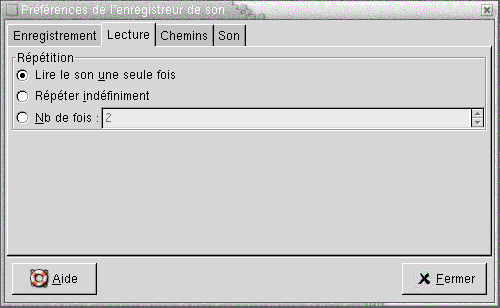 Préférences de l'enregistreur de son
Enregistrement Lecture Chemins Son
Répétition
Lire le son une seule fois
Répéter indéfiniment
Nb de fois : 2
Aide Fermer